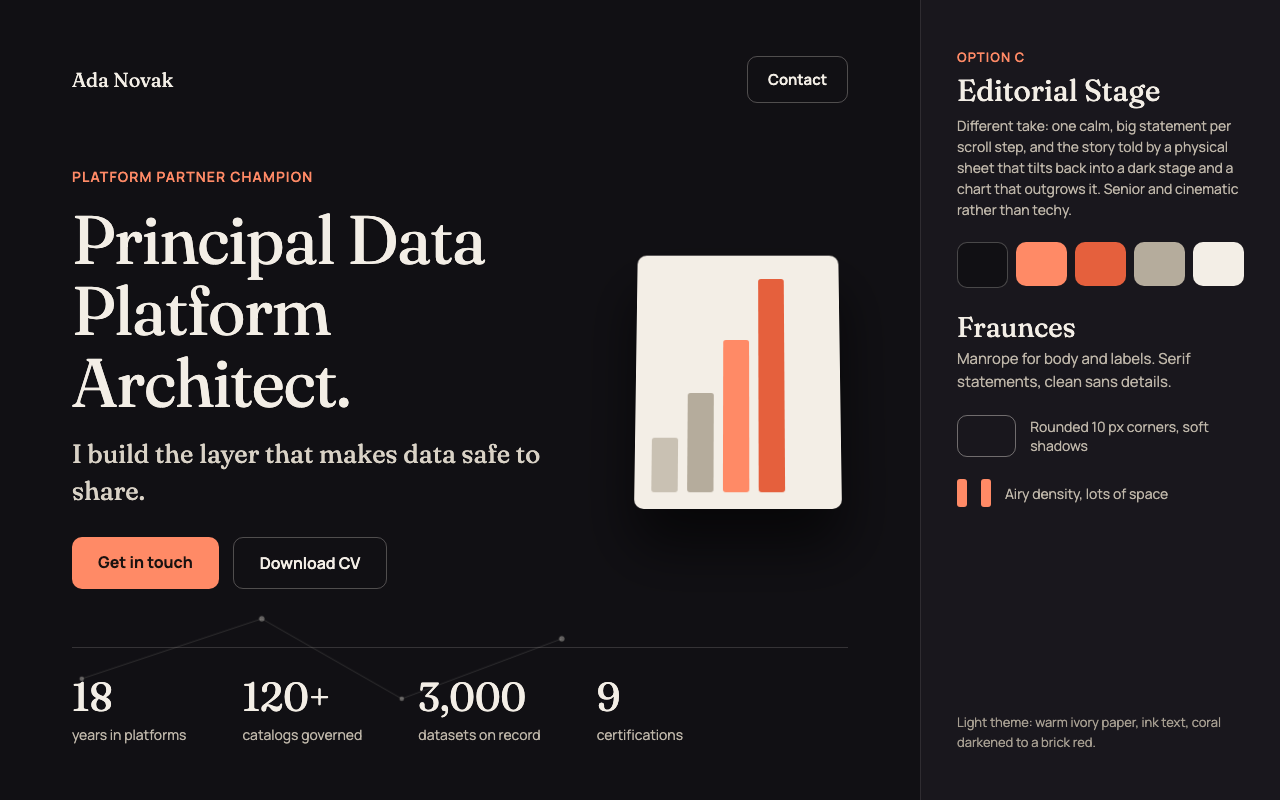 Ada Novak
Contact
PLATFORM PARTNER CHAMPION
Principal Data
Platform
Architect.
I build the layer that makes data safe to
share.
Get in touch
Download CV
18
years in platforms
120+
catalogs governed
3,000
datasets on record
9
certifications
OPTION C
Editorial Stage
Different take: one calm, big statement per
scroll step, and the story told by a physical
sheet that tilts back into a dark stage and a
chart that outgrows it. Senior and cinematic
rather than techy.
Fraunces
Manrope for body and labels. Serif
statements, clean sans details.
Rounded 10 px corners, soft
shadows
Airy density, lots of space
Light theme: warm ivory paper, ink text, coral
darkened to a brick red.